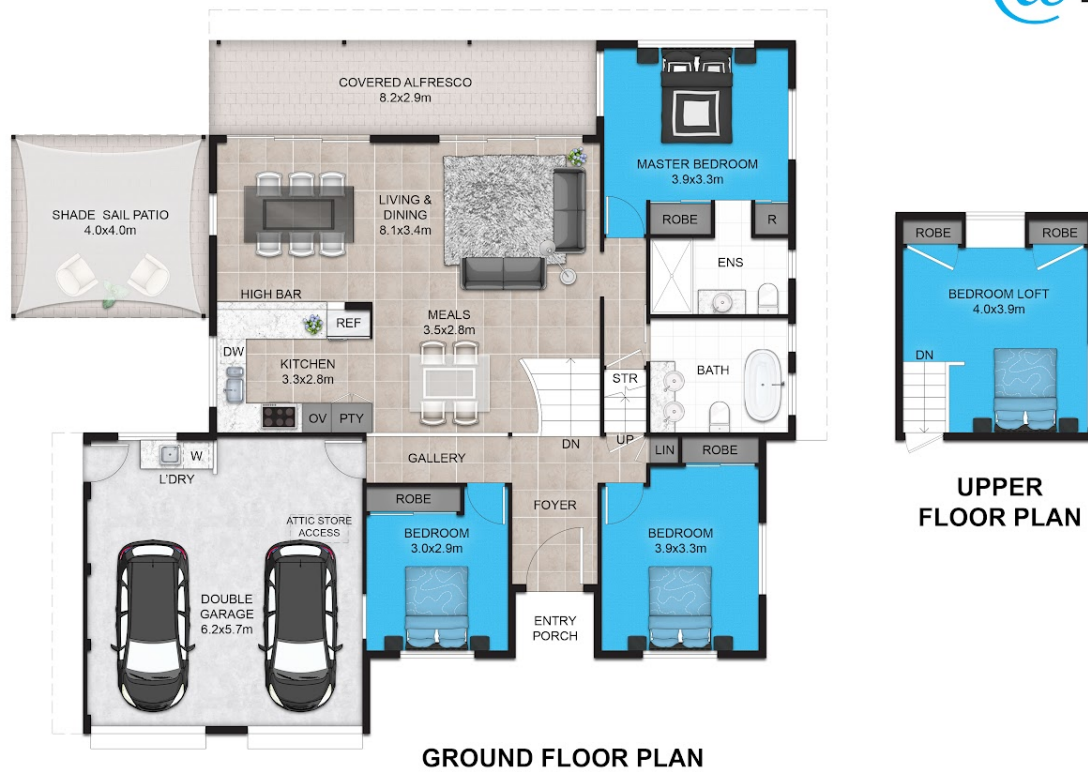 COVERED ALFRESCO
8.2x2.9m
MASTER BEDROOM
3.9x3.3m
SHADE SAIL PATIO
4.0x4.0m
LIVING &
DINING
8.1x3.4m
ROBE
R
ENS
HIGH BAR
REF
MEALS
3.5x2.8m
DW
KITCHEN
3.3x2.8m
OV
PTY
STR
BATH
UP
DN
LIN
ROBE
GALLERY
L'DRY
W
ROBE
FOYER
ATTIC STORE
ACCESS
BEDROOM
3.0x2.9m
BEDROOM
3.9x3.3m
DOUBLE
GARAGE
6.2x5.7m
ENTRY
PORCH
GROUND FLOOR PLAN
ROBE
ROBE
BEDROOM LOFT
4.0x3.9m
DN
UPPER
FLOOR PLAN